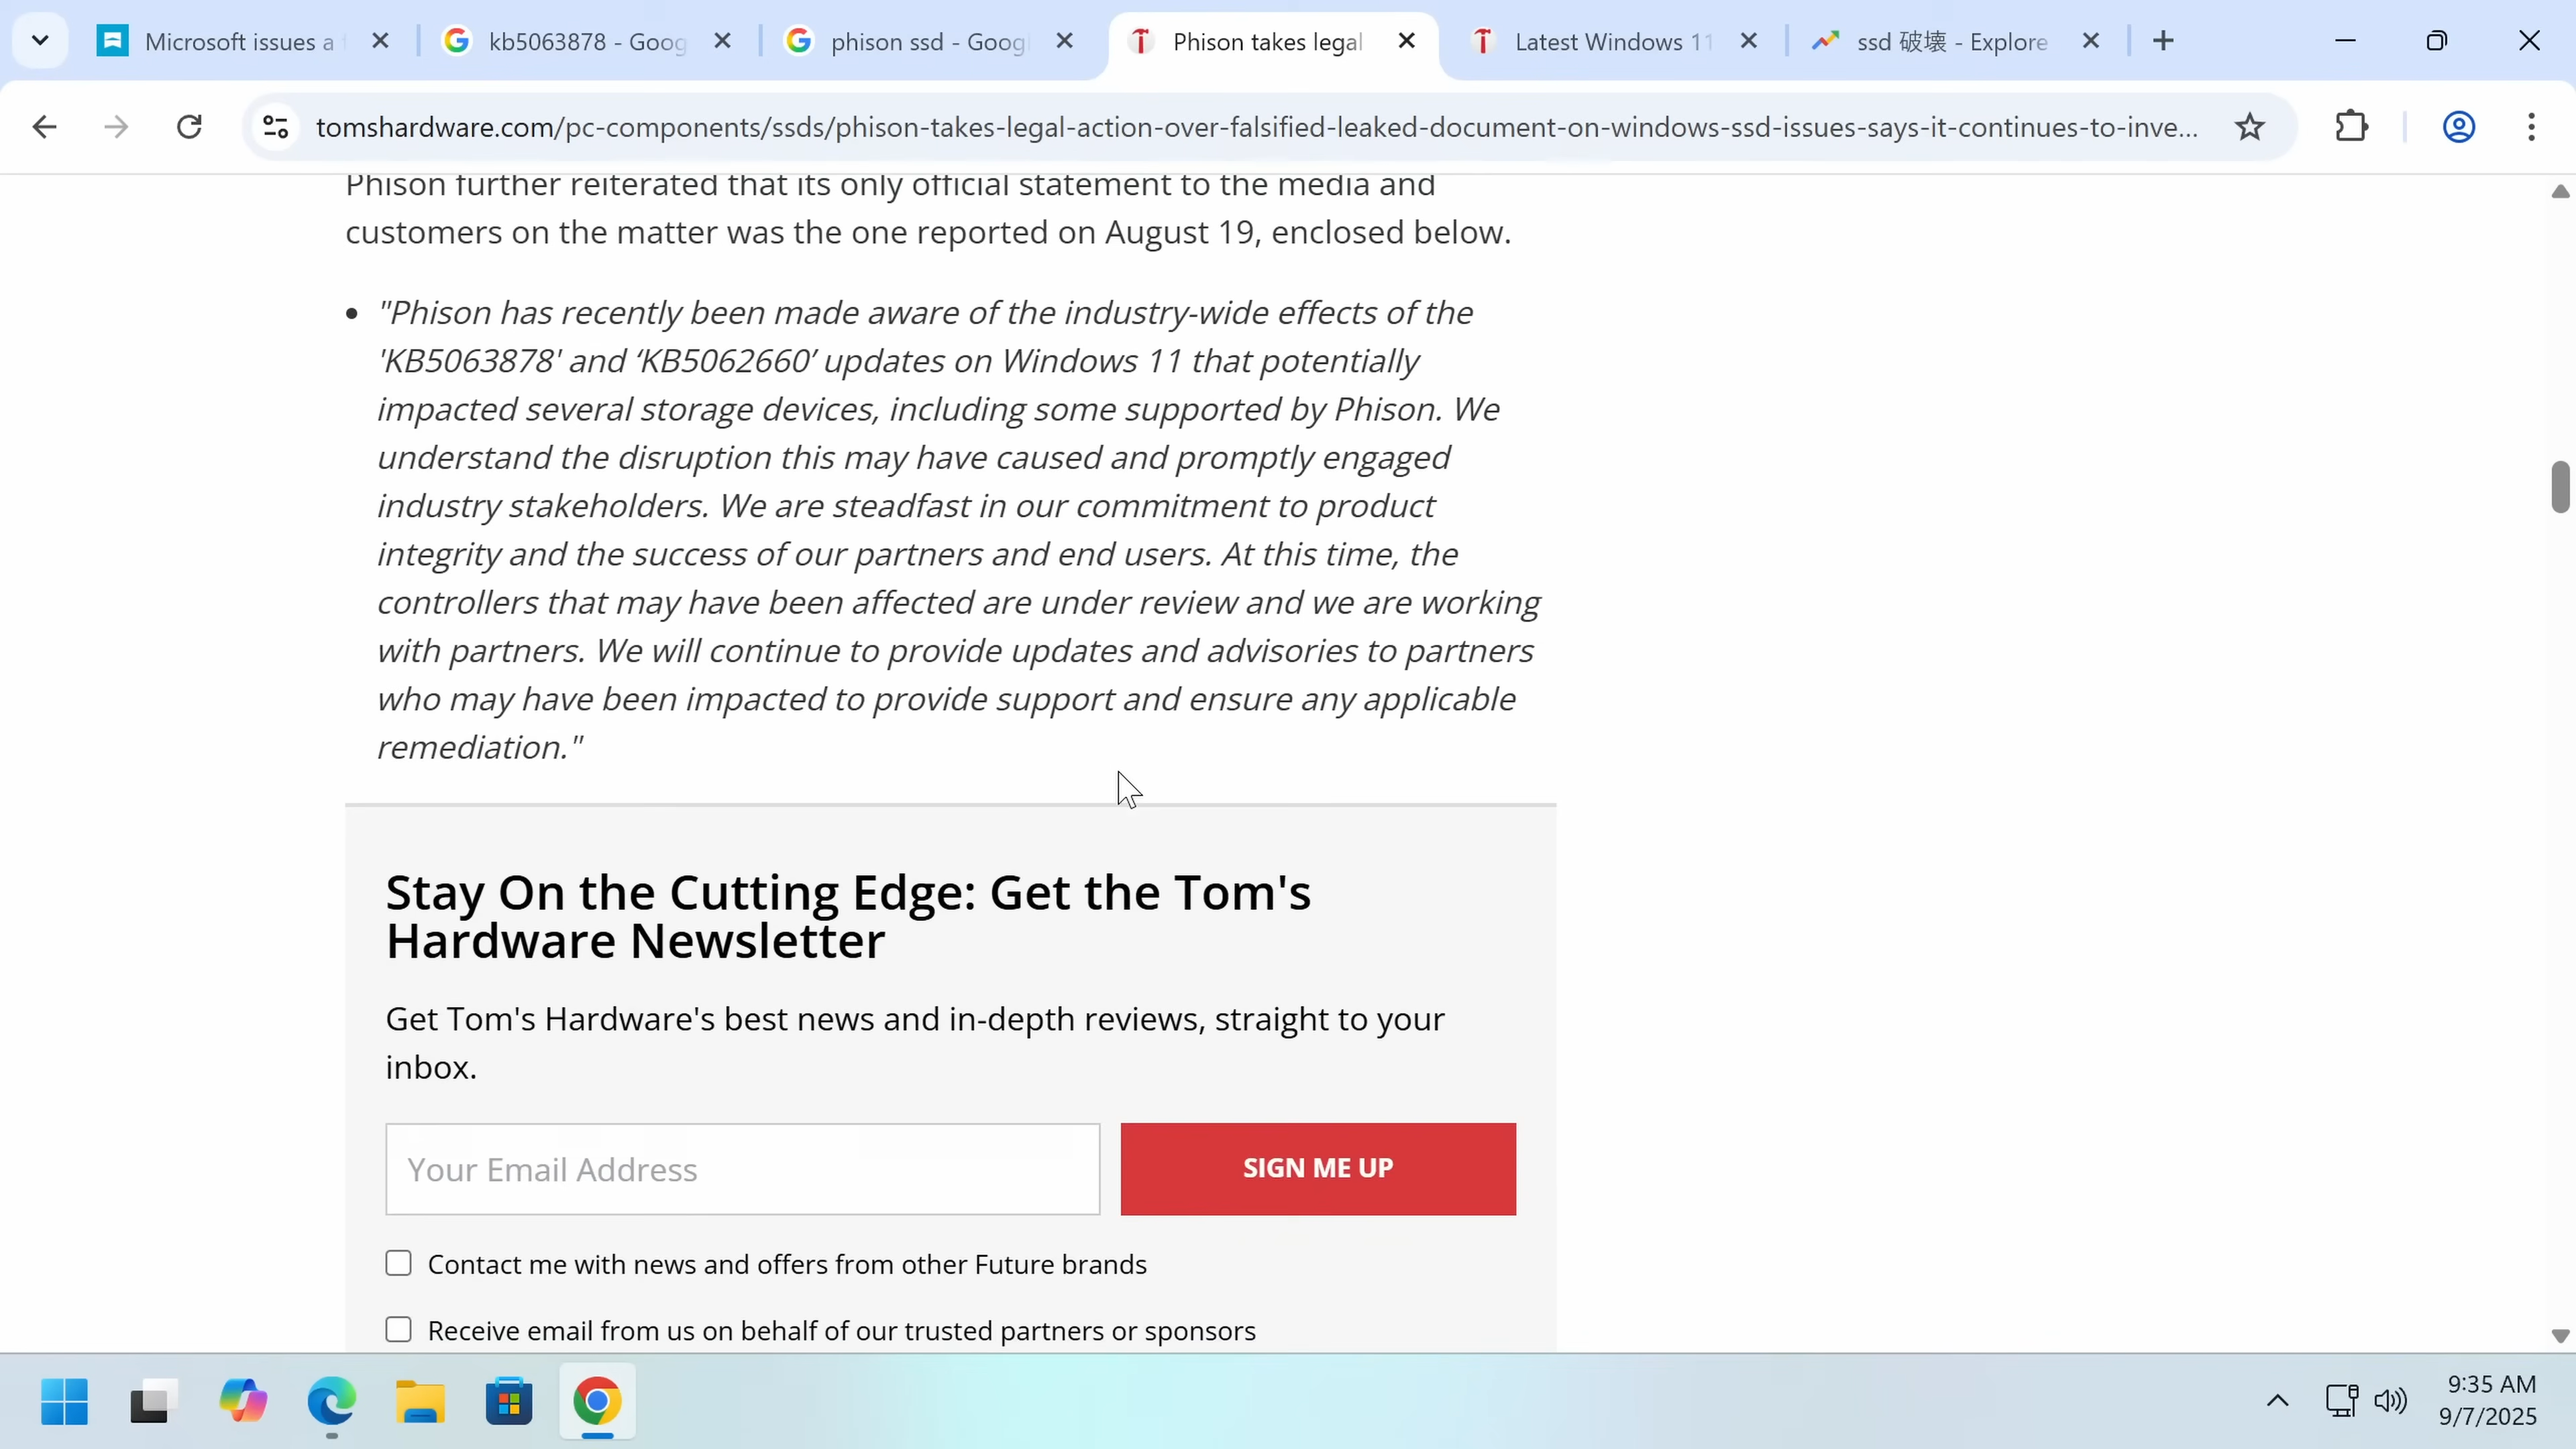 Microsoft issues a
kb5063878 - Goog
phison ssd - Goog
Phison takes legal
Latest Windows 11
ssd 破壊 - Explore
tomshardware.com/pc-components/ssds/phison-takes-legal-action-over-falsified-leaked-document-on-windows-ssd-issues-says-it-continues-to-inve...
Phison further reiterated that its only official statement to the media and
customers on the matter was the one reported on August 19, enclosed below.
• "Phison has recently been made aware of the industry-wide effects of the
'KB5063878' and ‘KB5062660’ updates on Windows 11 that potentially
impacted several storage devices, including some supported by Phison. We
understand the disruption this may have caused and promptly engaged
industry stakeholders. We are steadfast in our commitment to product
integrity and the success of our partners and end users. At this time, the
controllers that may have been affected are under review and we are working
with partners. We will continue to provide updates and advisories to partners
who may have been impacted to provide support and ensure any applicable
remediation."
Stay On the Cutting Edge: Get the Tom's
Hardware Newsletter
Get Tom's Hardware's best news and in-depth reviews, straight to your
inbox.
Your Email Address
SIGN ME UP
Contact me with news and offers from other Future brands
Receive email from us on behalf of our trusted partners or sponsors
9:35 AM
9/7/2025